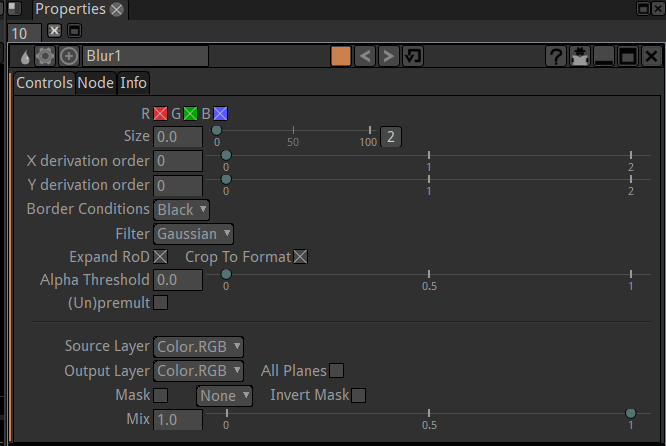 Properties
10
Blur1
?
Controls Node Info
R G B
Size 0.0 0 50 100 2
X derivation order 0 0 1 2
Y derivation order 0 0 1 2
Border Conditions Black
Filter Gaussian
Expand RoD Crop To Format
Alpha Threshold 0.0 0 0.5 1
(Un)premult
Source Layer Color.RGB
Output Layer Color.RGB All Planes
Mask None Invert Mask
Mix 1.0 0 0.5 1